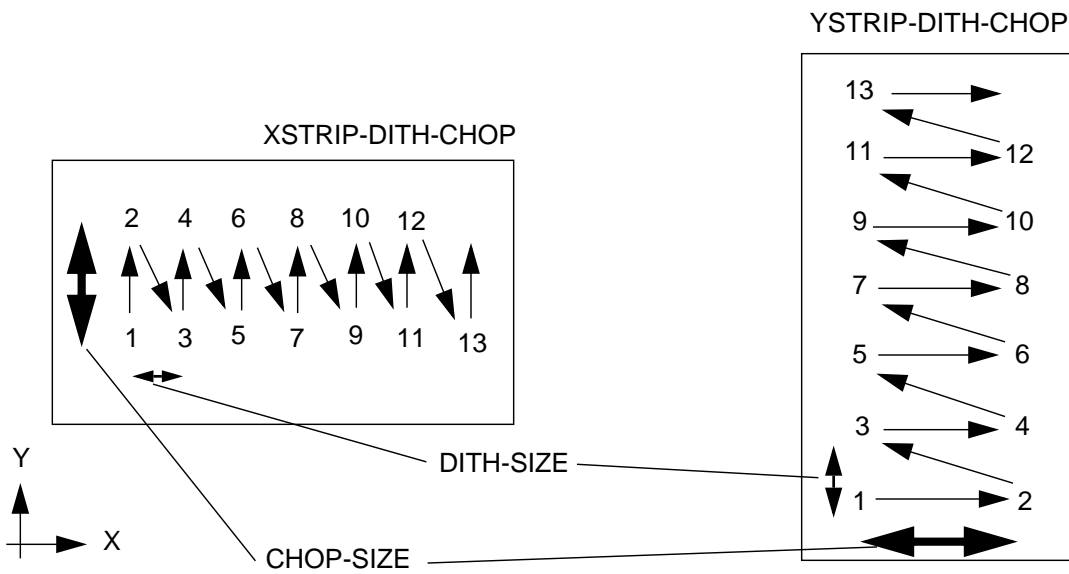 YSTRIP-DITH-CHOP
13
11 12
9 10
7 8
5 6
3 4
1 2
XSTRIP-DITH-CHOP
2 4 6 8 10 12
1 3 5 7 9 11 13
DITH-SIZE
CHOP-SIZE
Y
X